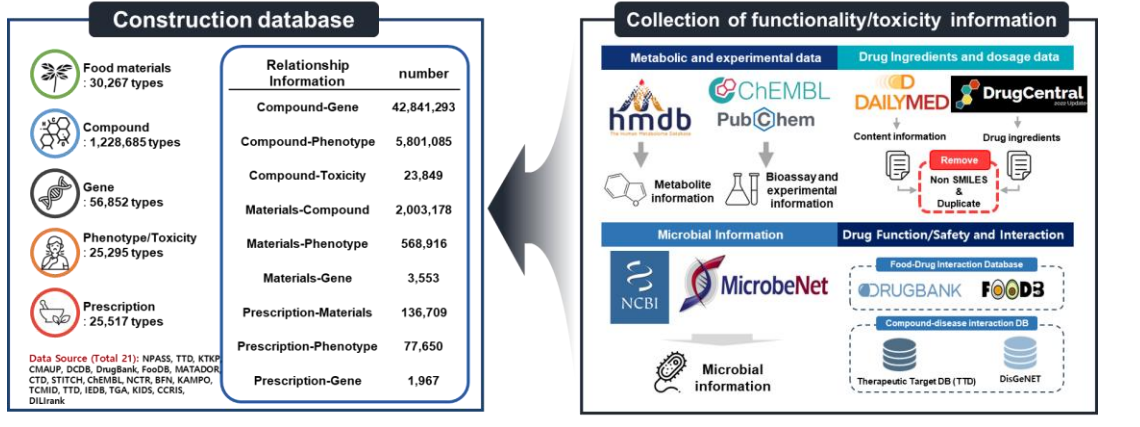 Construction database
Food materials
: 30,267 types
Compound
: 1,228,685 types
Gene
: 56,852 types
Phenotype/Toxicity
: 25,295 types
Prescription
: 25,517 types
Data Source (Total 21): NPASS, TTD, KTKP,
CMAUP, DCDB, DrugBank, FooDB, MATADOR,
CTD, STITCH, ChEMBL, NCTR, BFN, KAMPO,
TCMID, TTD, IEDB, TGA, KIDS, CCRIS,
DILIrank
Relationship Information number
Compound-Gene 42,841,293
Compound-Phenotype 5,801,085
Compound-Toxicity 23,849
Materials-Compound 2,003,178
Materials-Phenotype 568,916
Materials-Gene 3,553
Prescription-Materials 136,709
Prescription-Phenotype 77,650
Prescription-Gene 1,967
Collection of functionality/toxicity information
Metabolic and experimental data
hmdb
The Human Metabolome Database
ChEMBL
PubChem
Metabolite
information
Bioassay and
experimental
information
Drug Ingredients and dosage data
DAILYMED
DrugCentral
2022 Update
Content information
Drug ingredients
Remove
Non SMILES
&
Duplicate
Microbial Information
NCBI
MicrobeNet
Microbial
information
Drug Function/Safety and Interaction
Food-Drug Interaction Database
DRUGBANK
FOODB
Compound-disease interaction DB
Therapeutic Target DB (TTD)
DisGeNET